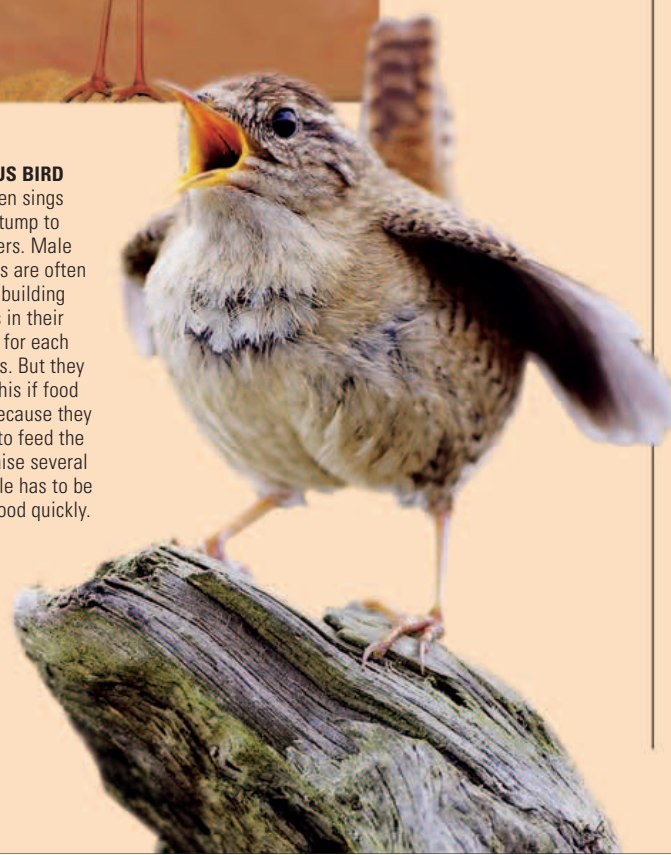 US BIRD
en sings
tump to
ers. Male
s are often
building
s in their
for each
s. But they
his if food
ecause they
to feed the
ise several
le has to be
ood quickly.